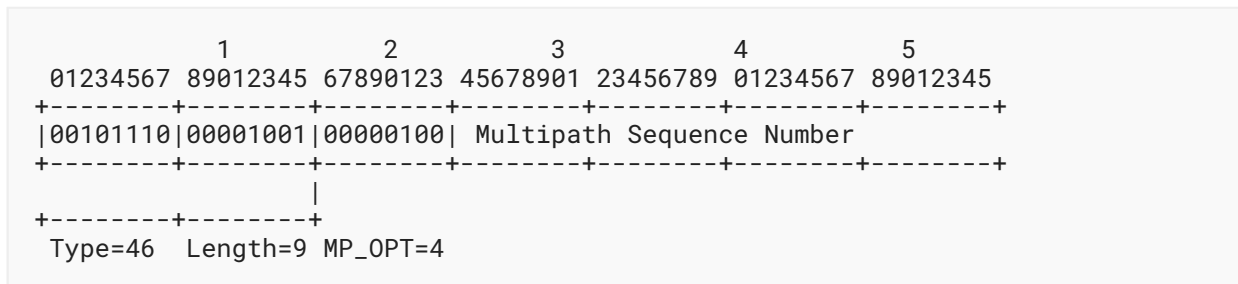 1          2          3           4          5
 01234567 89012345 67890123 45678901 23456789 01234567 89012345
+--------+--------+--------+--------+--------+--------+--------+
|00101110|00001001|00000100| Multipath Sequence Number
+--------+--------+--------+--------+--------+--------+--------+
                  |
+--------+--------+
 Type=46  Length=9 MP_OPT=4